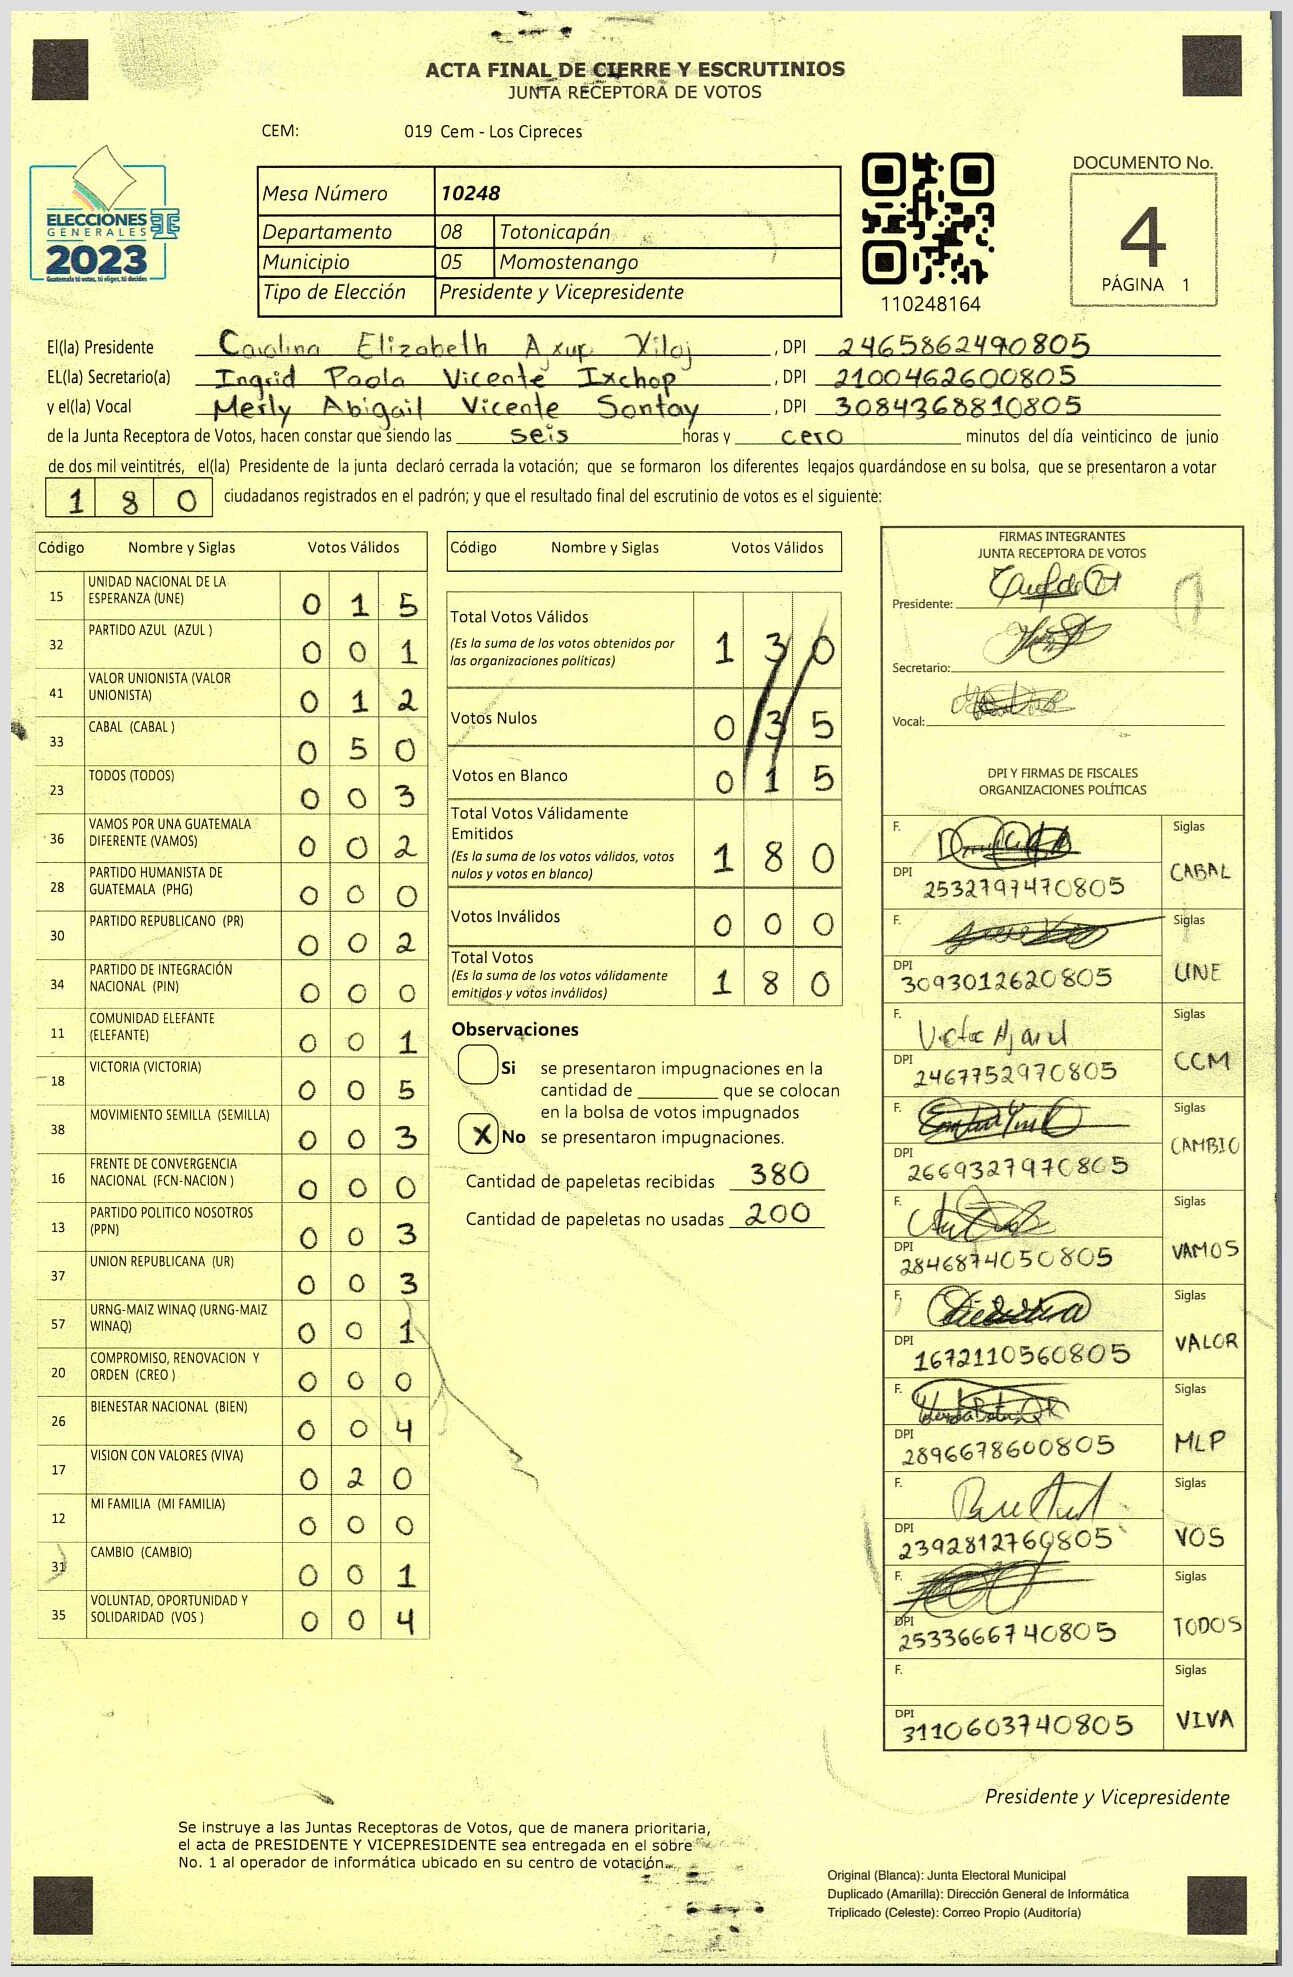 ACTA FINAL DE CIERRE Y ESCRUTINIOS
JUNTA RECEPTORA DE VOTOS
CEM: 019 Cem - Los Cipreces
ELECCIONES
GENERALES
2023
Guatemala tú votas, tú eliges, tú decides
Mesa Número 10248
Departamento 08 Totonicapán
Municipio 05 Momostenango
Tipo de Elección Presidente y Vicepresidente
110248164
DOCUMENTO No.
4
PÁGINA 1
El(la) Presidente Carolina Elizabeth Axup Xiloj, DPI 2465862490805
EL(la) Secretario(a) Ingrid Paola Vicente Ixchop, DPI 2100462600805
y el(la) Vocal Merly Abigail Vicente Sontay, DPI 3084368810805
de la Junta Receptora de Votos, hacen constar que siendo las seis horas y cero minutos del día veinticinco de junio
de dos mil veintitrés, el(la) Presidente de la junta declaró cerrada la votación; que se formaron los diferentes legajos guardándose en su bolsa, que se presentaron a votar
180 ciudadanos registrados en el padrón; y que el resultado final del escrutinio de votos es el siguiente:
Código Nombre y Siglas Votos Válidos
15 UNIDAD NACIONAL DE LA ESPERANZA (UNE) 0 1 5
32 PARTIDO AZUL (AZUL ) 0 0 1
41 VALOR UNIONISTA (VALOR UNIONISTA) 0 1 2
33 CABAL (CABAL ) 0 5 0
23 TODOS (TODOS) 0 0 3
36 VAMOS POR UNA GUATEMALA DIFERENTE (VAMOS) 0 0 2
28 PARTIDO HUMANISTA DE GUATEMALA (PHG) 0 0 0
30 PARTIDO REPUBLICANO (PR) 0 0 2
34 PARTIDO DE INTEGRACIÓN NACIONAL (PIN) 0 0 0
11 COMUNIDAD ELEFANTE (ELEFANTE) 0 0 1
18 VICTORIA (VICTORIA) 0 0 5
38 MOVIMIENTO SEMILLA (SEMILLA) 0 0 3
16 FRENTE DE CONVERGENCIA NACIONAL (FCN-NACION ) 0 0 0
13 PARTIDO POLITICO NOSOTROS (PPN) 0 0 3
37 UNION REPUBLICANA (UR) 0 0 3
57 URNG-MAIZ WINAQ (URNG-MAIZ WINAQ) 0 0 1
20 COMPROMISO, RENOVACION Y ORDEN (CREO ) 0 0 0
26 BIENESTAR NACIONAL (BIEN) 0 0 4
17 VISION CON VALORES (VIVA) 0 2 0
12 MI FAMILIA (MI FAMILIA) 0 0 0
31 CAMBIO (CAMBIO) 0 0 1
35 VOLUNTAD, OPORTUNIDAD Y SOLIDARIDAD (VOS ) 0 0 4
Código Nombre y Siglas Votos Válidos
Total Votos Válidos 1 3 0
(Es la suma de los votos obtenidos por
las organizaciones políticas)
Votos Nulos 0 3 5
Votos en Blanco 0 1 5
Total Votos Válidamente
Emitidos 1 8 0
(Es la suma de los votos válidos, votos
nulos y votos en blanco)
Votos Inválidos 0 0 0
Total Votos 1 8 0
(Es la suma de los votos válidamente
emitidos y votos inválidos)
Observaciones
Si se presentaron impugnaciones en la
cantidad de ________ que se colocan
en la bolsa de votos impugnados
X No se presentaron impugnaciones.
Cantidad de papeletas recibidas 380
Cantidad de papeletas no usadas 200
FIRMAS INTEGRANTES
JUNTA RECEPTORA DE VOTOS
Presidente:
Secretario:
Vocal:
DPI Y FIRMAS DE FISCALES
ORGANIZACIONES POLÍTICAS
F. Siglas
DPI 2532797470805 CABAL
F. Siglas
DPI 3093012620805 UNE
F. Siglas
DPI 2467752970805 CCM
F. Siglas
DPI 2669327970805 CAMBIO
F. Siglas
DPI 2846874050805 VAMOS
F. Siglas
DPI 1672110560805 VALOR
F. Siglas
DPI 2896678600805 MLP
F. Siglas
DPI 2392812760805 VOS
F. Siglas
DPI 2533666740805 TODOS
F. Siglas
DPI 3110603740805 VIVA
Presidente y Vicepresidente
Se instruye a las Juntas Receptoras de Votos, que de manera prioritaria,
el acta de PRESIDENTE Y VICEPRESIDENTE sea entregada en el sobre
No. 1 al operador de informática ubicado en su centro de votación.
Original (Blanca): Junta Electoral Municipal
Duplicado (Amarilla): Dirección General de Informática
Triplicado (Celeste): Correo Propio (Auditoría)